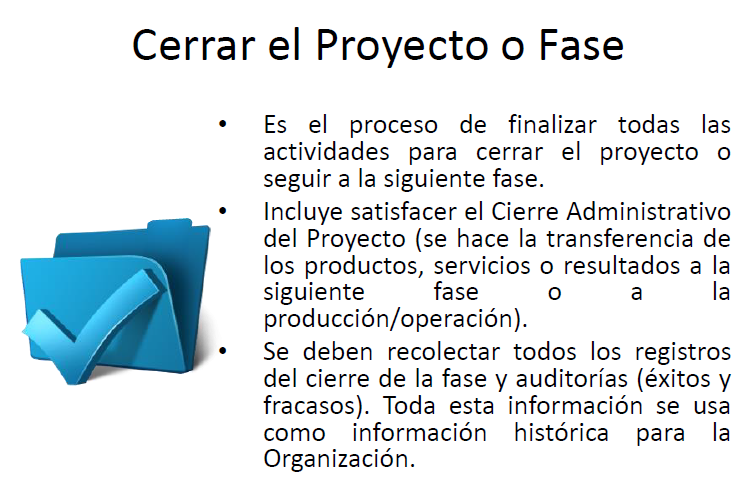 Cerrar el Proyecto o Fase
• Es el proceso de finalizar todas las
actividades para cerrar el proyecto o
seguir a la siguiente fase.
• Incluye satisfacer el Cierre Administrativo
del Proyecto (se hace la transferencia de
los productos, servicios o resultados a la
siguiente fase o a la
producción/operación).
• Se deben recolectar todos los registros
del cierre de la fase y auditorías (éxitos y
fracasos). Toda esta información se usa
como información histórica para la
Organización.